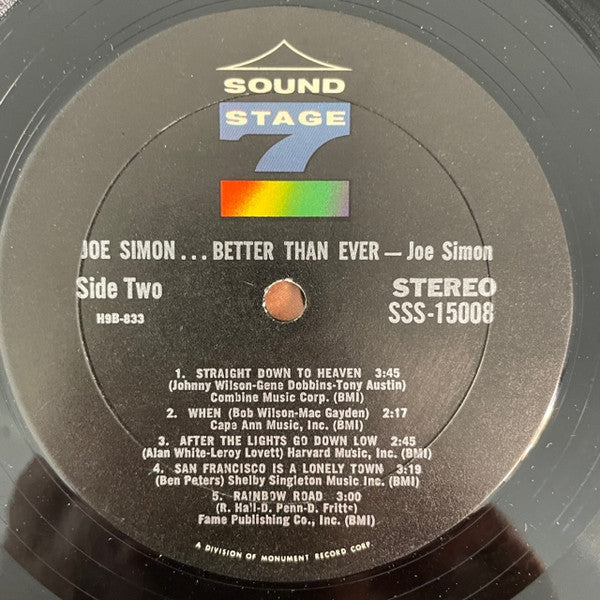 SOUND
STAGE
7
JOE SIMON... BETTER THAN EVER — Joe Simon
Side Two
STEREO
H9B-833
SSS-15008
1. STRAIGHT DOWN TO HEAVEN 3:45
(Johnny Wilson-Gene Dobbins-Tony Austin)
Combine Music Corp. (BMI)
2. WHEN (Bob Wilson-Mac Gayden) 2:17
Cape Ann Music, Inc. (BMI)
3. AFTER THE LIGHTS GO DOWN LOW 2:45
(Alan White-Leroy Lovett) Harvard Music, Inc. (BMI)
4. SAN FRANCISCO IS A LONELY TOWN 3:19
(Ben Peters) Shelby Singleton Music Inc. (BMI)
5. RAINBOW ROAD 3:00
(R. Hall-D. Penn-D. Fritts)
Fame Publishing Co., Inc. (BMI)
A DIVISION OF MONUMENT RECORD CORP.